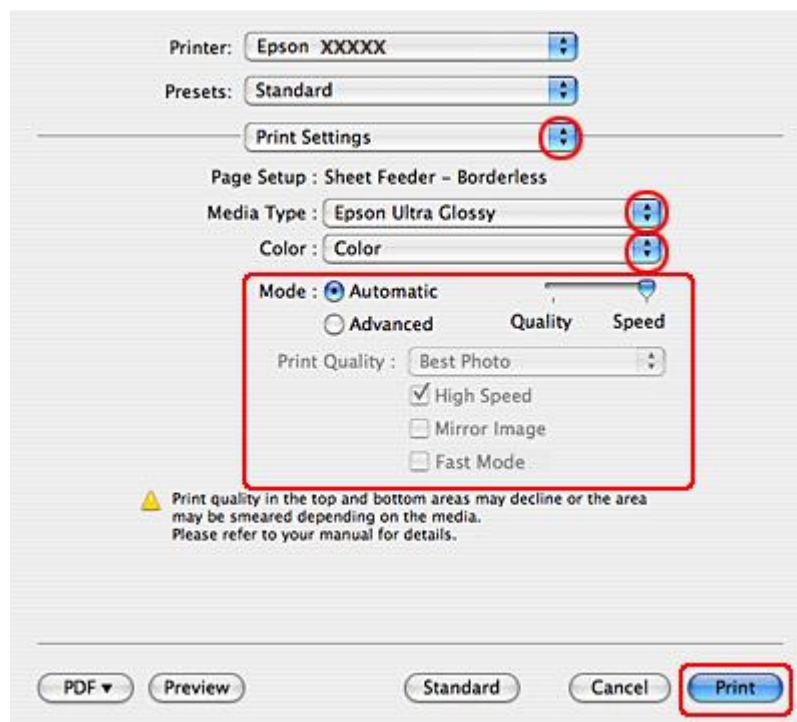 Printer: Epson XXXXX
Presets: Standard
Print Settings
Page Setup : Sheet Feeder – Borderless
Media Type : Epson Ultra Glossy
Color : Color
Mode : Automatic
Advanced Quality Speed
Print Quality : Best Photo
High Speed
Mirror Image
Fast Mode
Print quality in the top and bottom areas may decline or the area
may be smeared depending on the media.
Please refer to your manual for details.
PDF Preview Standard Cancel Print